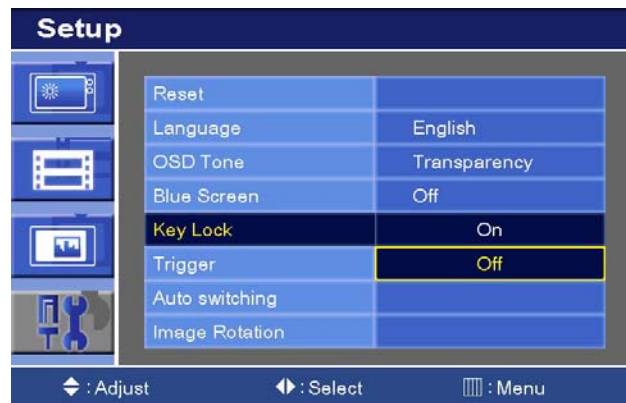 Setup
Reset
Language English
OSD Tone Transparency
Blue Screen Off
Key Lock On
Trigger Off
Auto switching
Image Rotation
: Adjust : Select : Menu